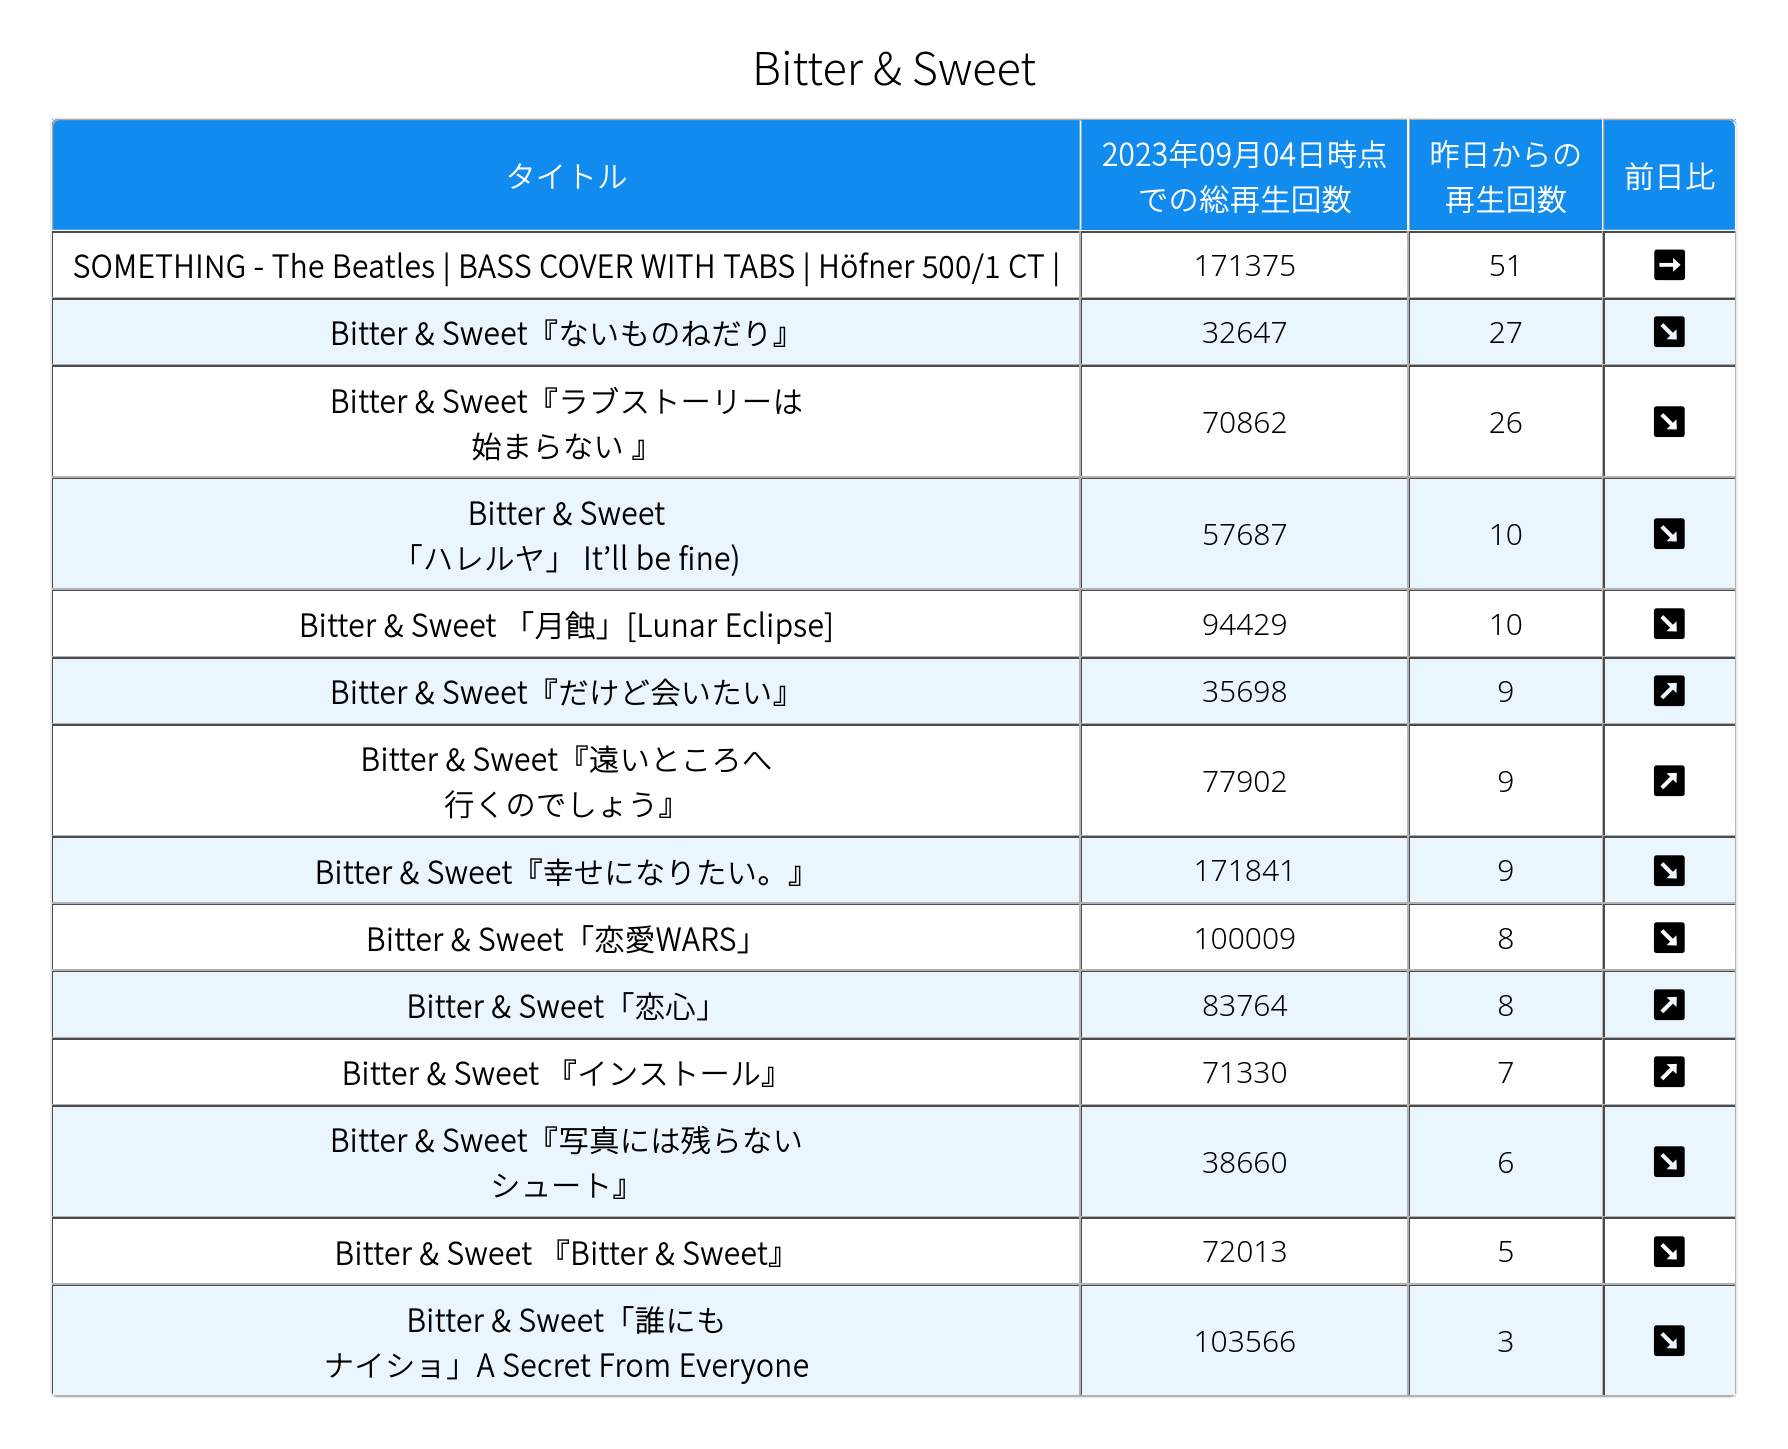 Bitter & Sweet
タイトル
2023年09月04日時点
での総再生回数
昨日からの
再生回数
前日比
SOMETHING - The Beatles | BASS COVER WITH TABS | Höfner 500/1 CT |
171375
51
Bitter & Sweet『ないものねだり』
32647
27
Bitter & Sweet『ラブストーリーは
始まらない 』
70862
26
Bitter & Sweet
「ハレルヤ」 It’ll be fine)
57687
10
Bitter & Sweet 「月蝕」[Lunar Eclipse]
94429
10
Bitter & Sweet『だけど会いたい』
35698
9
Bitter & Sweet『遠いところへ
行くのでしょう』
77902
9
Bitter & Sweet『幸せになりたい。』
171841
9
Bitter & Sweet「恋愛WARS」
100009
8
Bitter & Sweet「恋心」
83764
8
Bitter & Sweet 『インストール』
71330
7
Bitter & Sweet『写真には残らない
シュート』
38660
6
Bitter & Sweet 『Bitter & Sweet』
72013
5
Bitter & Sweet「誰にも
ナイショ」A Secret From Everyone
103566
3